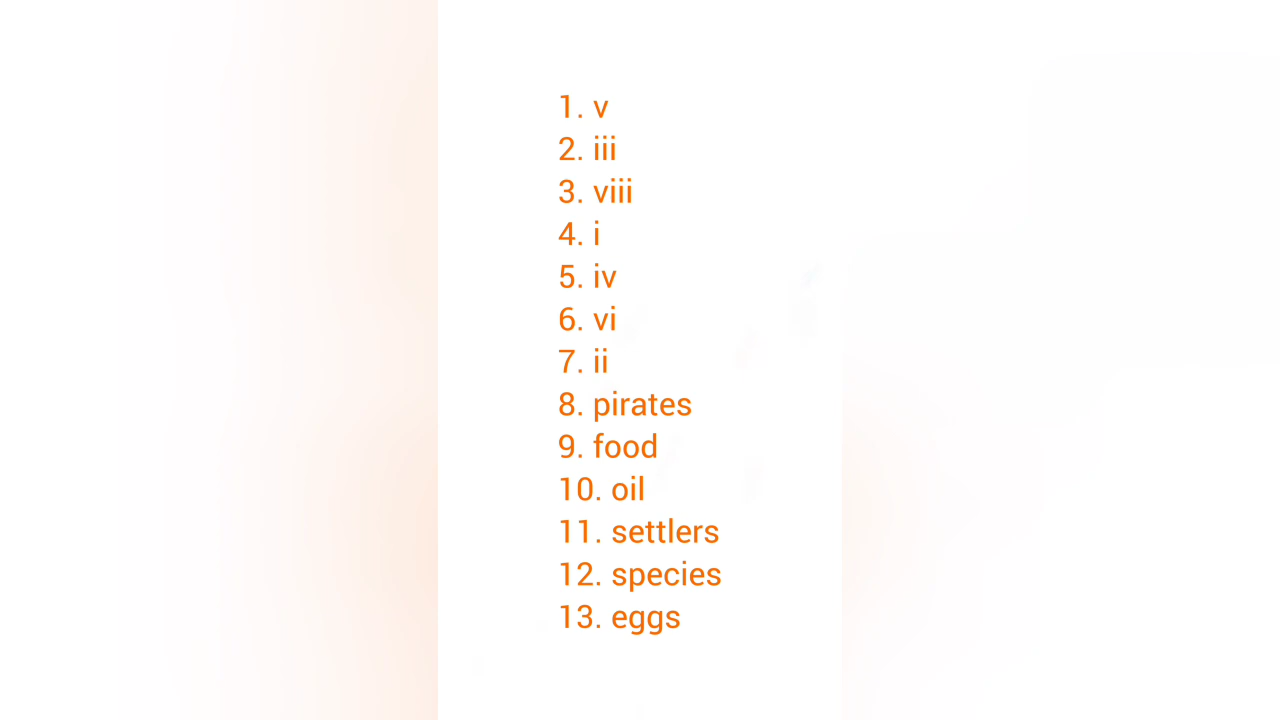 1. v
2. iii
3. viii
4. i
5. iv
6. vi
7. ii
8. pirates
9. food
10. oil
11. settlers
12. species
13. eggs